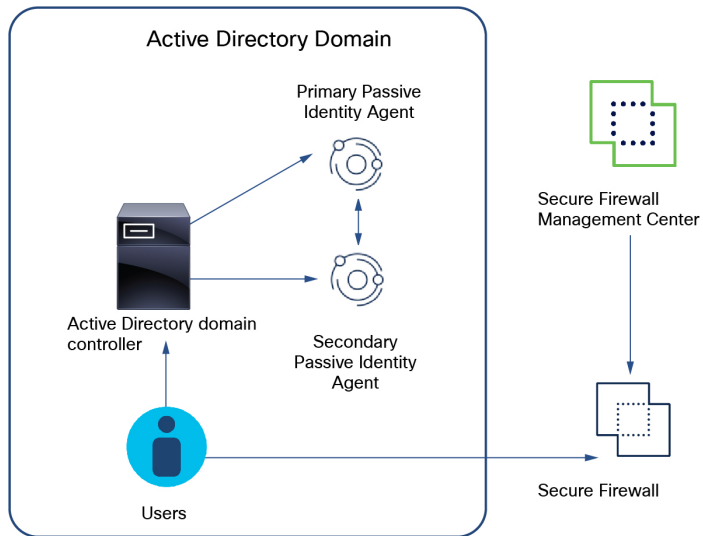 Active Directory Domain
Primary Passive
Identity Agent
Secure Firewall
Management Center
Active Directory domain
controller
Secondary
Passive Identity
Agent
Secure Firewall
Users